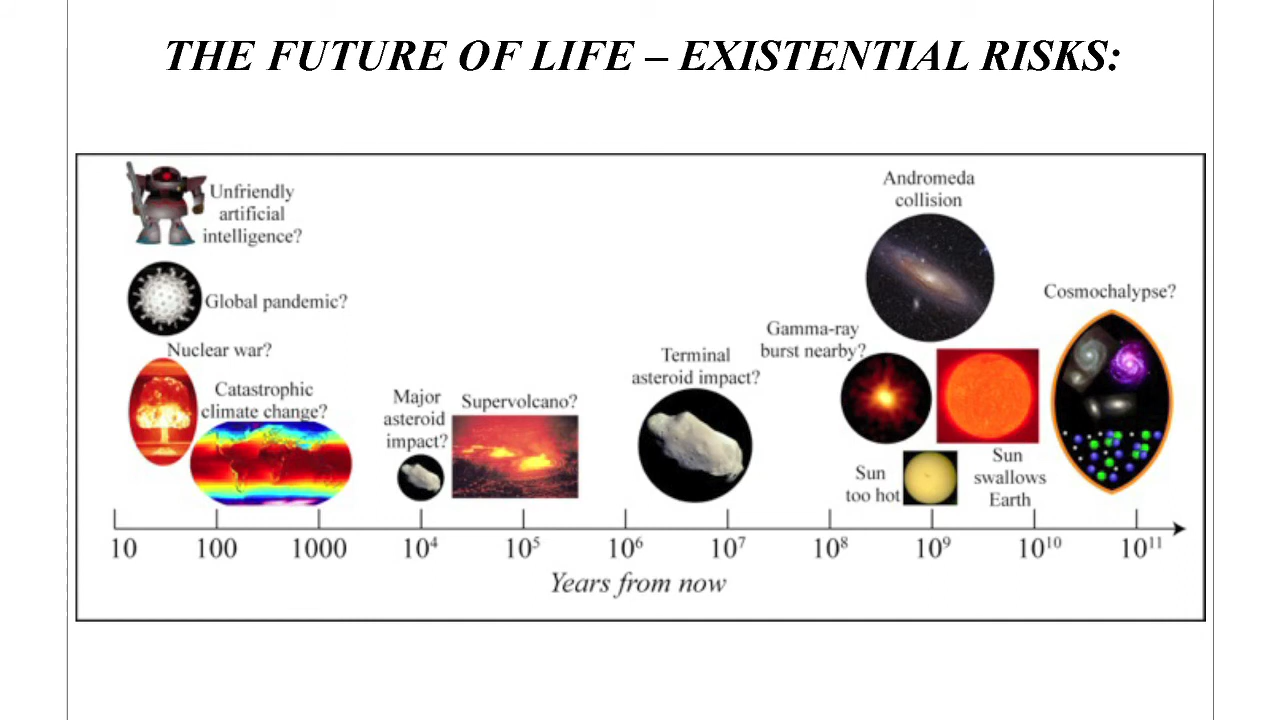 THE FUTURE OF LIFE – EXISTENTIAL RISKS:
Unfriendly
artificial
intelligence?
Global pandemic?
Nuclear war?
Catastrophic
climate change?
Major
asteroid
impact?
Supervolcano?
Terminal
asteroid impact?
Gamma-ray
burst nearby?
Andromeda
collision
Sun
too hot
Sun
swallows
Earth
Cosmochalypse?
10 100 1000 10⁴ 10⁵ 10⁶ 10⁷ 10⁸ 10⁹ 10¹⁰ 10¹¹
Years from now